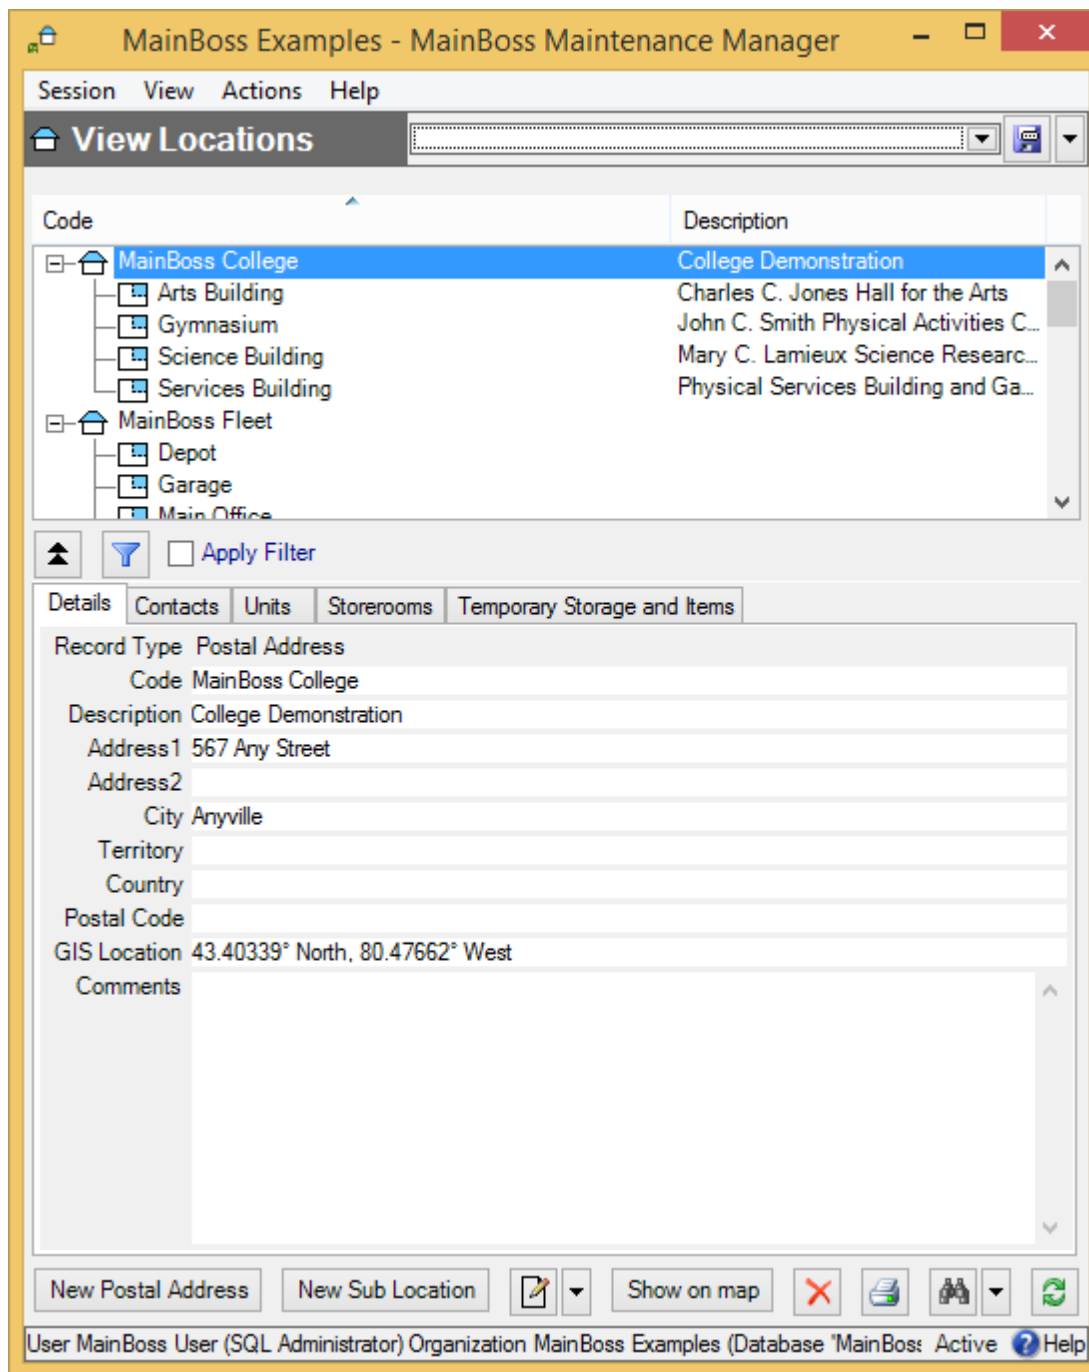 MainBoss Examples - MainBoss Maintenance Manager
Session View Actions Help
View Locations
Code Description
MainBoss College College Demonstration
Arts Building Charles C. Jones Hall for the Arts
Gymnasium John C. Smith Physical Activities C...
Science Building Mary C. Lamieux Science Researc...
Services Building Physical Services Building and Ga...
MainBoss Fleet
Depot
Garage
Main Office
Apply Filter
Details Contacts Units Storerooms Temporary Storage and Items
Record Type Postal Address
Code MainBoss College
Description College Demonstration
Address1 567 Any Street
Address2
City Anyville
Territory
Country
Postal Code
GIS Location 43.40339° North, 80.47662° West
Comments
New Postal Address New Sub Location Show on map
User MainBoss User (SQL Administrator) Organization MainBoss Examples (Database 'MainBoss Active Help